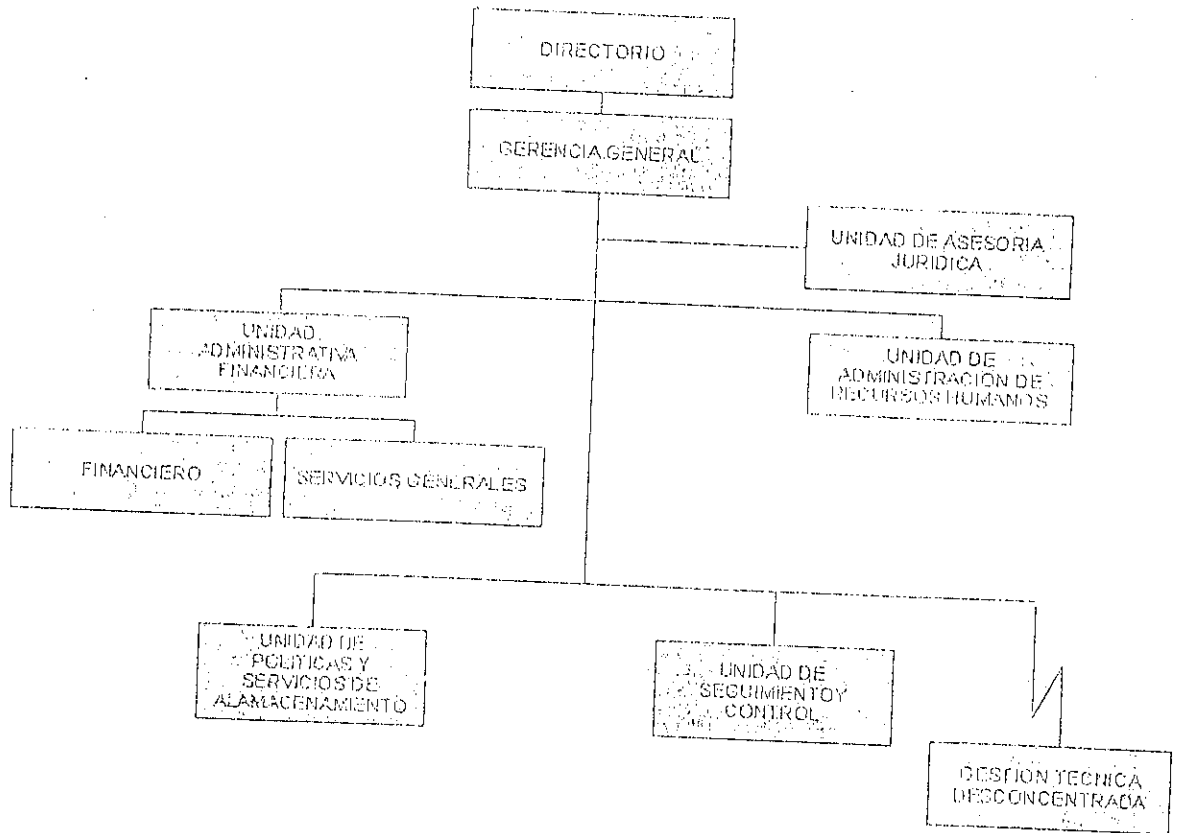 DIRECTORIO
GERENCIA GENERAL
UNIDAD DE ASESORIA
JURIDICA
UNIDAD
ADMINISTRATIVA
FINANCIERA
UNIDAD DE
ADMINISTRACIÓN DE
RECURSOS HUMANOS
FINANCIERO
SERVICIOS GENERALES
UNIDAD DE
POLITICAS Y
SERVICIOS DE
ALAMACENAMIENTO
UNIDAD DE
SEGUIMIENTO Y
CONTROL
GESTION TECNICA
DESCONCENTRADA